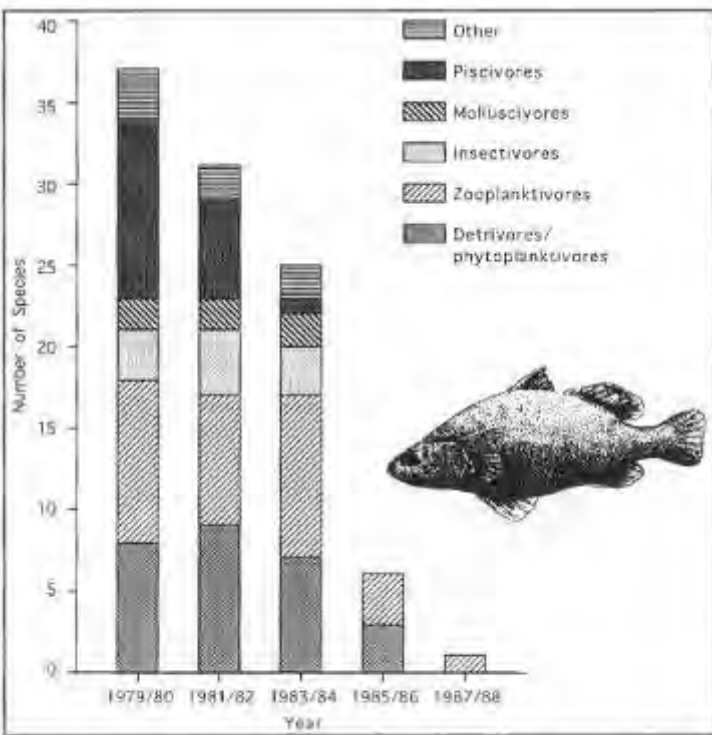 40
35
30
25
20
15
10
5
0
Number of Species
Other
Piscivores
Molluscivores
Insectivores
Zooplanktivores
Detrivores/
phytoplanktivores
1979/80 1981/82 1983/84 1985/86 1987/88
Year